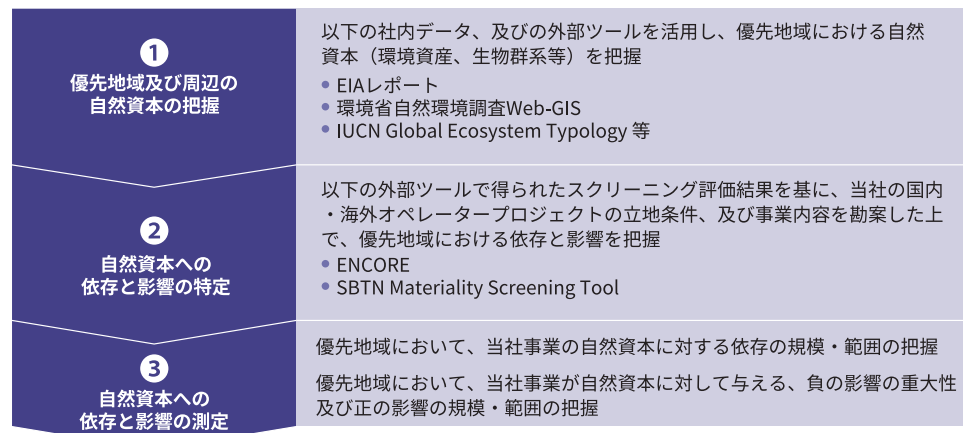 1
優先地域及び周辺の
自然資本の把握
以下の社内データ、及びの外部ツールを活用し、優先地域における自然
資本（環境資産、生物群系等）を把握
• EIAレポート
• 環境省自然環境調査Web-GIS
• IUCN Global Ecosystem Typology 等
2
自然資本への
依存と影響の特定
以下の外部ツールで得られたスクリーニング評価結果を基に、当社の国内
・海外オペレータープロジェクトの立地条件、及び事業内容を勘案した上
で、優先地域における依存と影響を把握
• ENCORE
• SBTN Materiality Screening Tool
3
自然資本への
依存と影響の測定
優先地域において、当社事業の自然資本に対する依存の規模・範囲の把握
優先地域において、当社事業が自然資本に対して与える、負の影響の重大性
及び正の影響の規模・範囲の把握